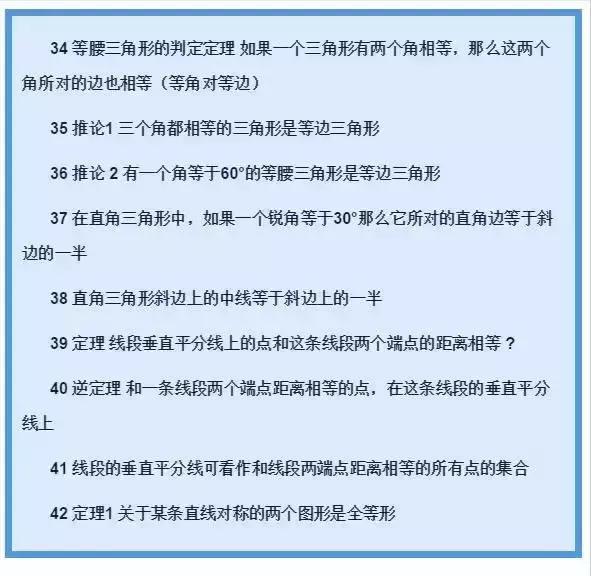 34 等腰三角形的判定定理 如果一个三角形有两个角相等，那么这两个
角所对的边也相等（等角对等边）
35 推论1 三个角都相等的三角形是等边三角形
36 推论 2 有一个角等于60°的等腰三角形是等边三角形
37 在直角三角形中，如果一个锐角等于30°那么它所对的直角边等于斜
边的一半
38 直角三角形斜边上的中线等于斜边上的一半
39 定理 线段垂直平分线上的点和这条线段两个端点的距离相等？
40 逆定理 和一条线段两个端点距离相等的点，在这条线段的垂直平分
线上
41 线段的垂直平分线可看作和线段两端点距离相等的所有点的集合
42 定理1 关于某条直线对称的两个图形是全等形